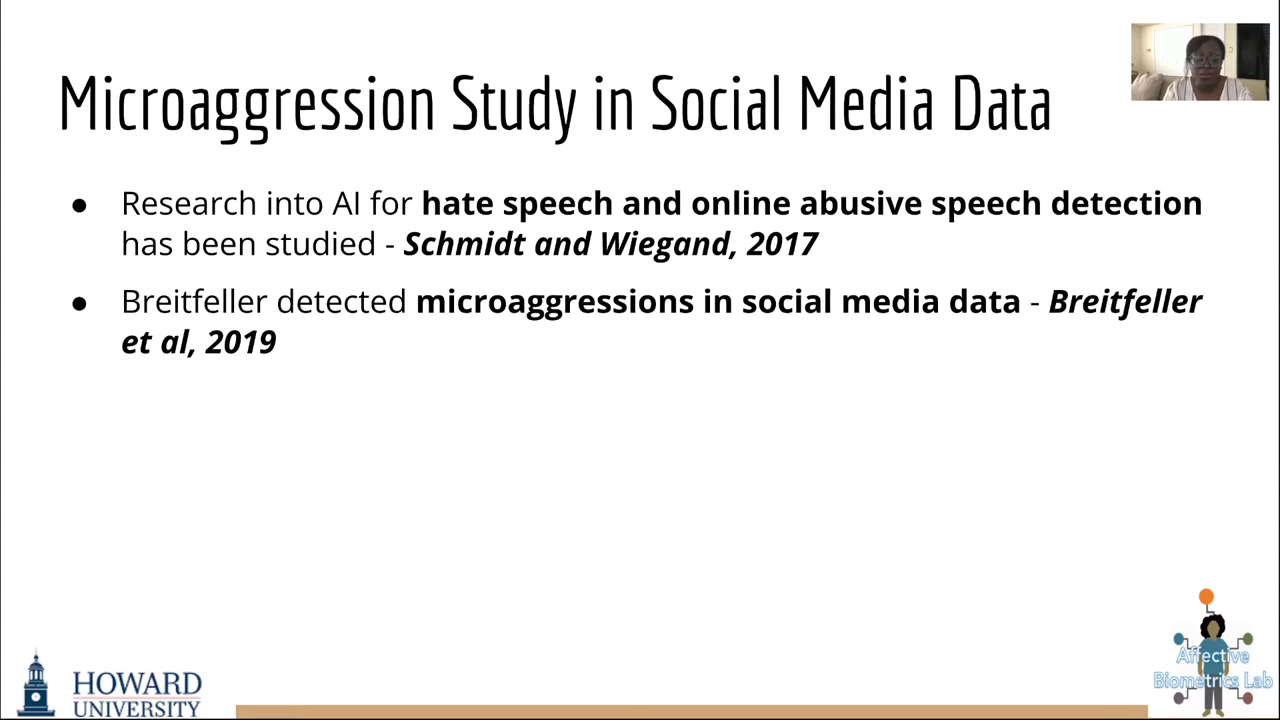 Microaggression Study in Social Media Data
● Research into AI for hate speech and online abusive speech detection
has been studied - Schmidt and Wiegand, 2017
● Breitfeller detected microaggressions in social media data - Breitfeller
et al, 2019
HOWARD
UNIVERSITY
Affective
Biometrics Lab